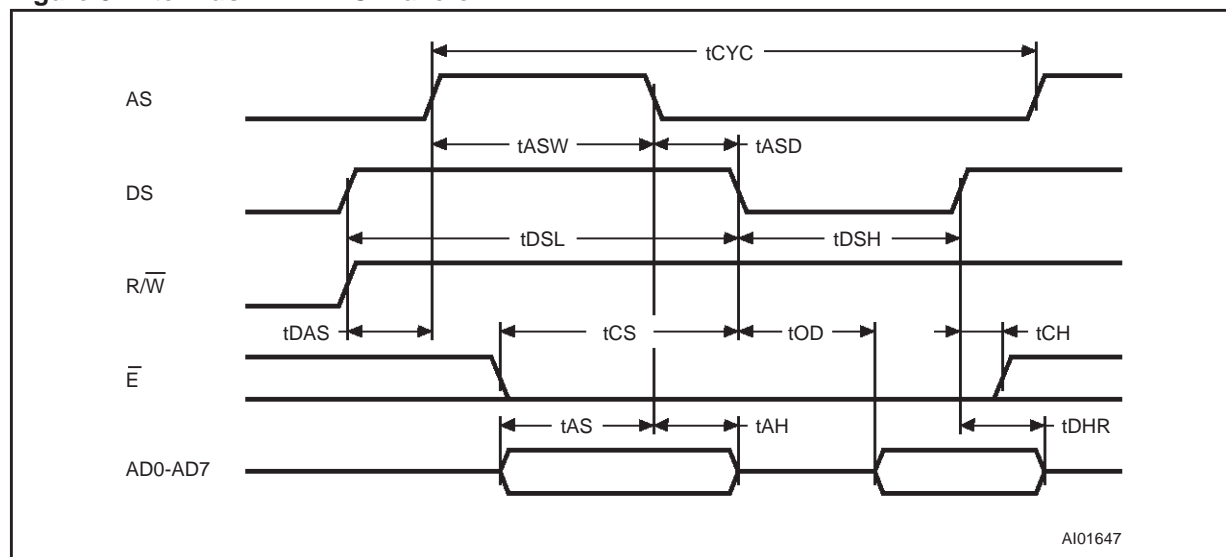 tCYC
AS
tASW
tASD
DS
tDSL
tDSH
R/W̅
tDAS
tCS
tOD
tCH
E̅
tAS
tAH
tDHR
AD0-AD7
AI01647